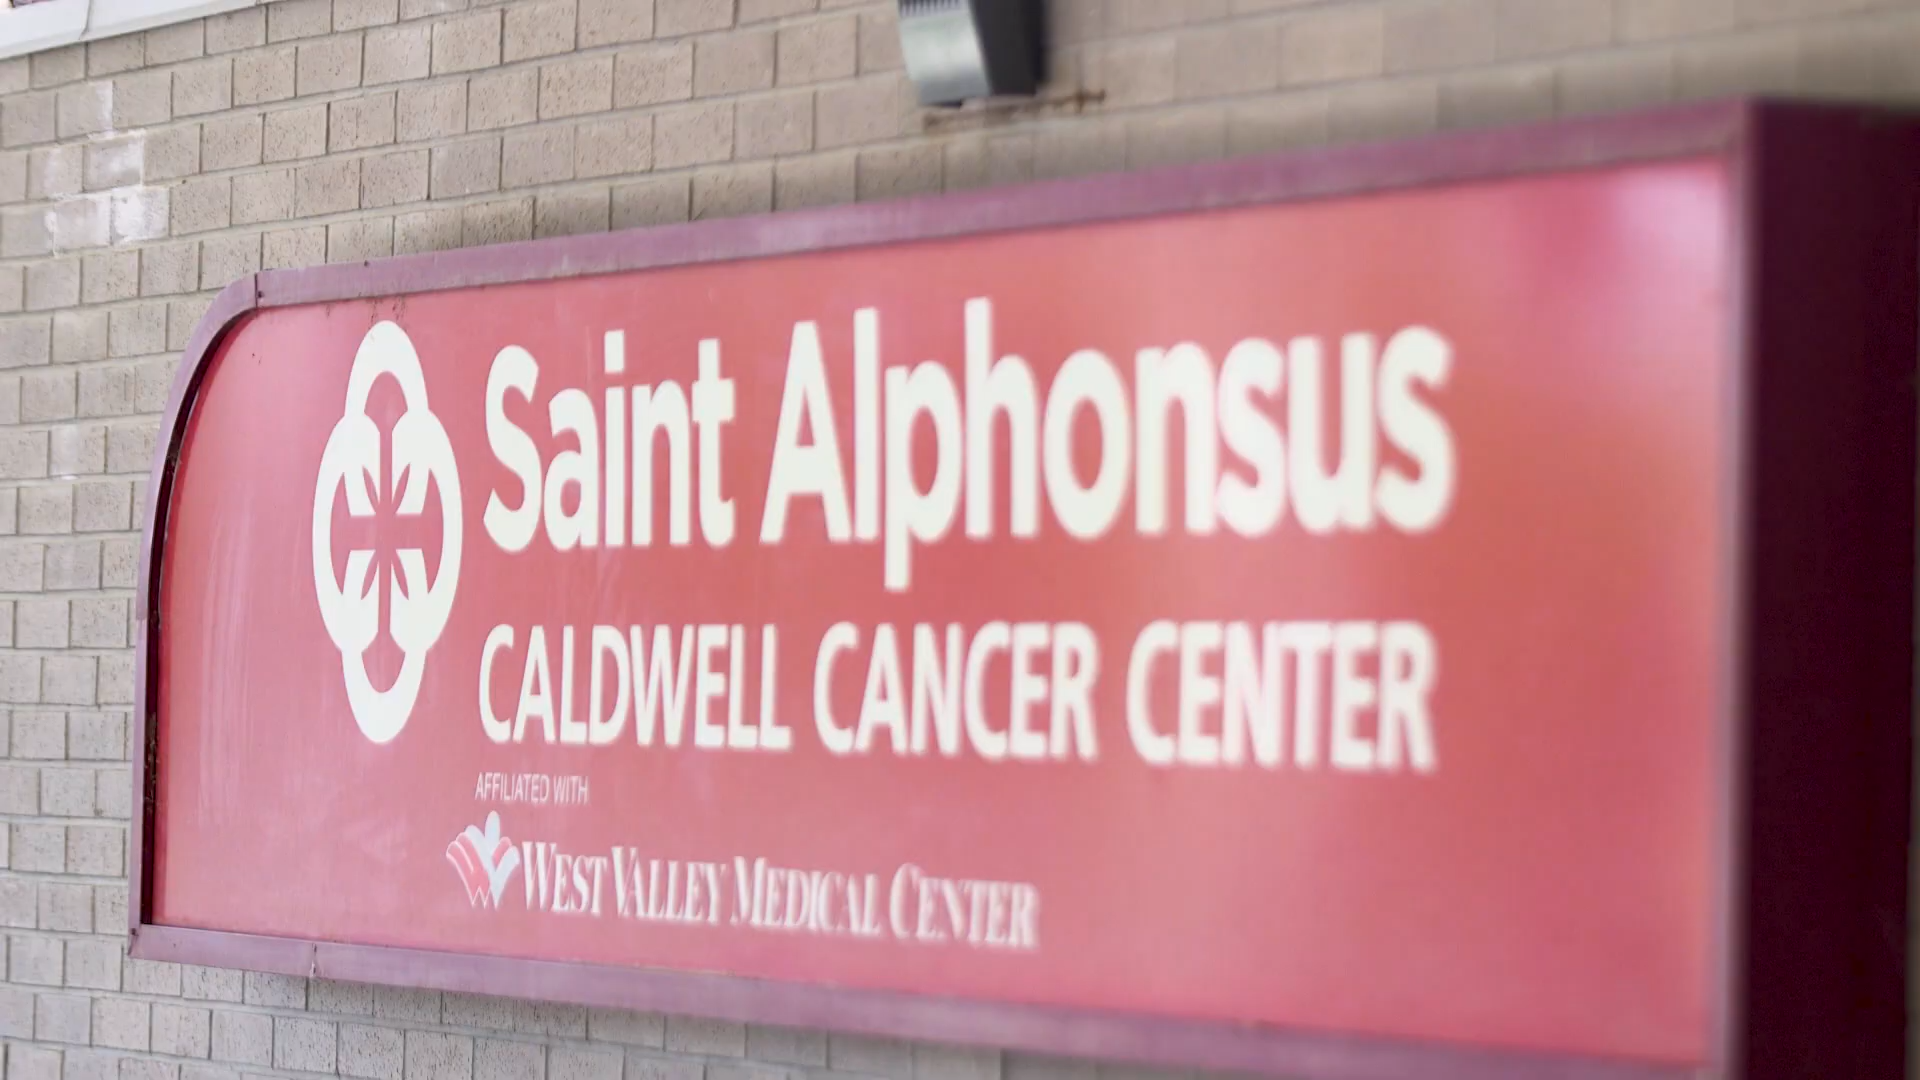 Saint Alphonsus
CALDWELL CANCER CENTER
AFFILIATED WITH
WEST VALLEY MEDICAL CENTER